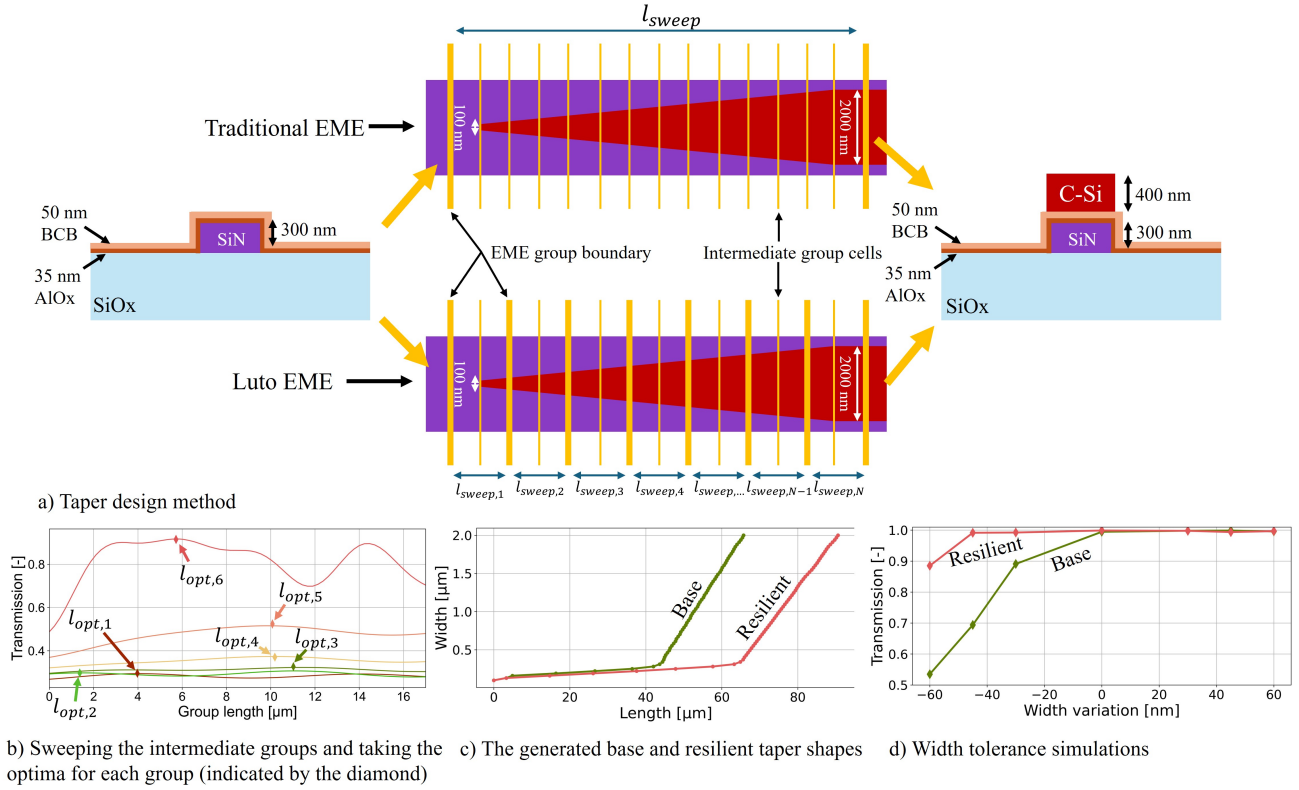 l_sweep
Traditional EME
100 nm
2000 nm
50 nm
BCB
SiN
300 nm
35 nm
AlOx
SiOx
EME group boundary
Intermediate group cells
C-Si
400 nm
50 nm
BCB
SiN
300 nm
35 nm
AlOx
SiOx
Luto EME
100 nm
2000 nm
l_sweep,1
l_sweep,2
l_sweep,3
l_sweep,4
l_sweep,...
l_sweep,N−1
l_sweep,N
a) Taper design method
Transmission [-]
0.8
0.6
0.4
l_opt,6
l_opt,5
l_opt,1
l_opt,4
l_opt,3
l_opt,2
0 2 4 6 8 10 12 14 16
Group length [µm]
b) Sweeping the intermediate groups and taking the
optima for each group (indicated by the diamond)
Width [µm]
2.0
1.5
1.0
0.5
Base
Resilient
0 20 40 60 80
Length [µm]
c) The generated base and resilient taper shapes
Transmission [-]
1.0
0.9
0.8
0.7
0.6
0.5
Resilient
Base
−60 −40 −20 0 20 40 60
Width variation [nm]
d) Width tolerance simulations